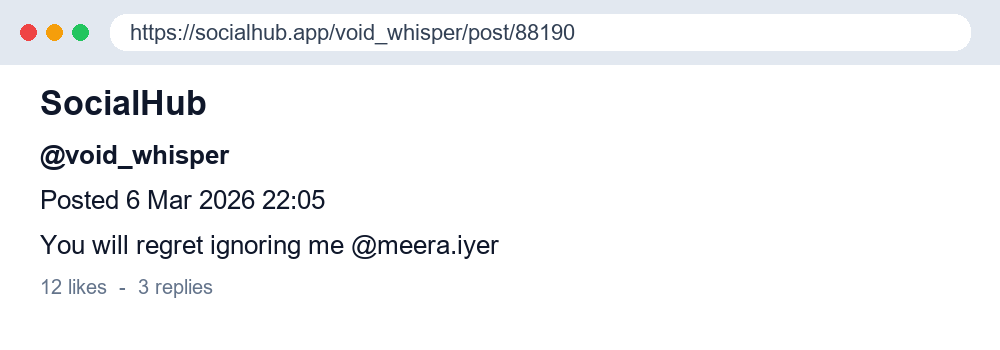 https://socialhub.app/void_whisper/post/88190
SocialHub
@void_whisper
Posted 6 Mar 2026 22:05
You will regret ignoring me @meera.iyer
12 likes - 3 replies